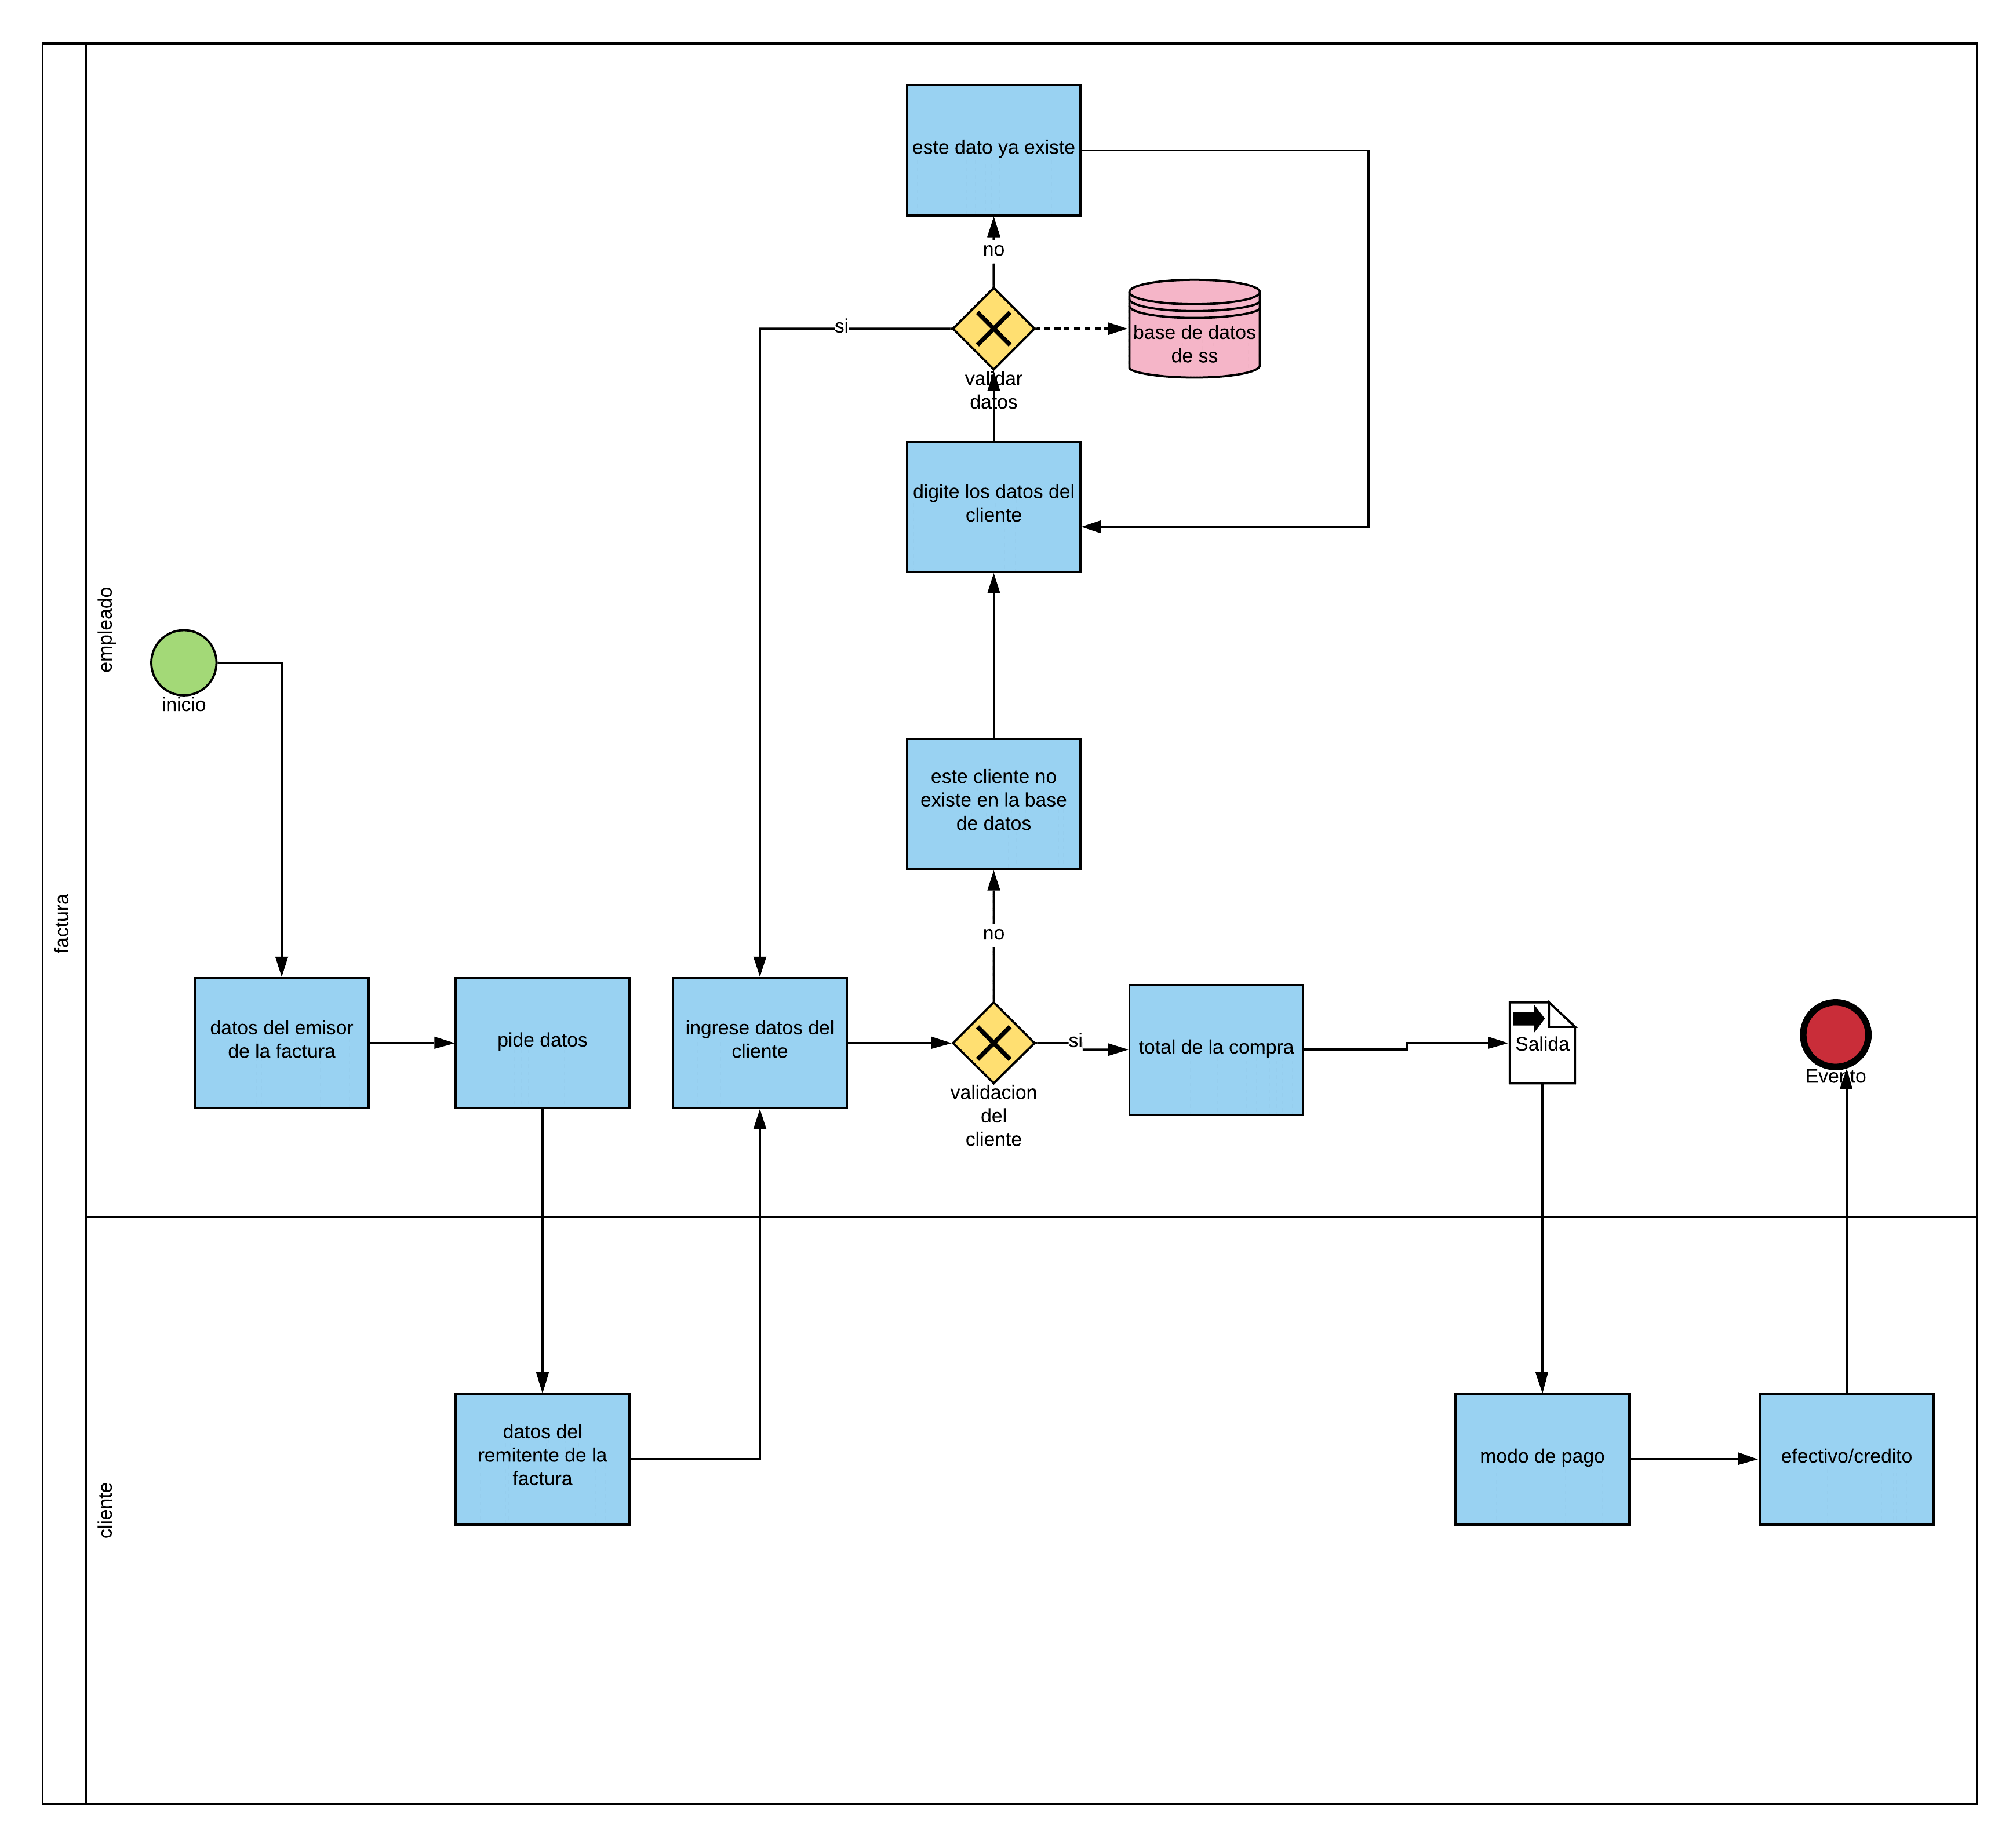 factura
empleado
este dato ya existe
no
si
base de datos
de ss
validar
datos
digite los datos del
cliente
inicio
este cliente no
existe en la base
de datos
no
datos del emisor
de la factura
pide datos
ingrese datos del
cliente
validacion
del
cliente
si
total de la compra
Salida
Evento
cliente
datos del
remitente de la
factura
modo de pago
efectivo/credito